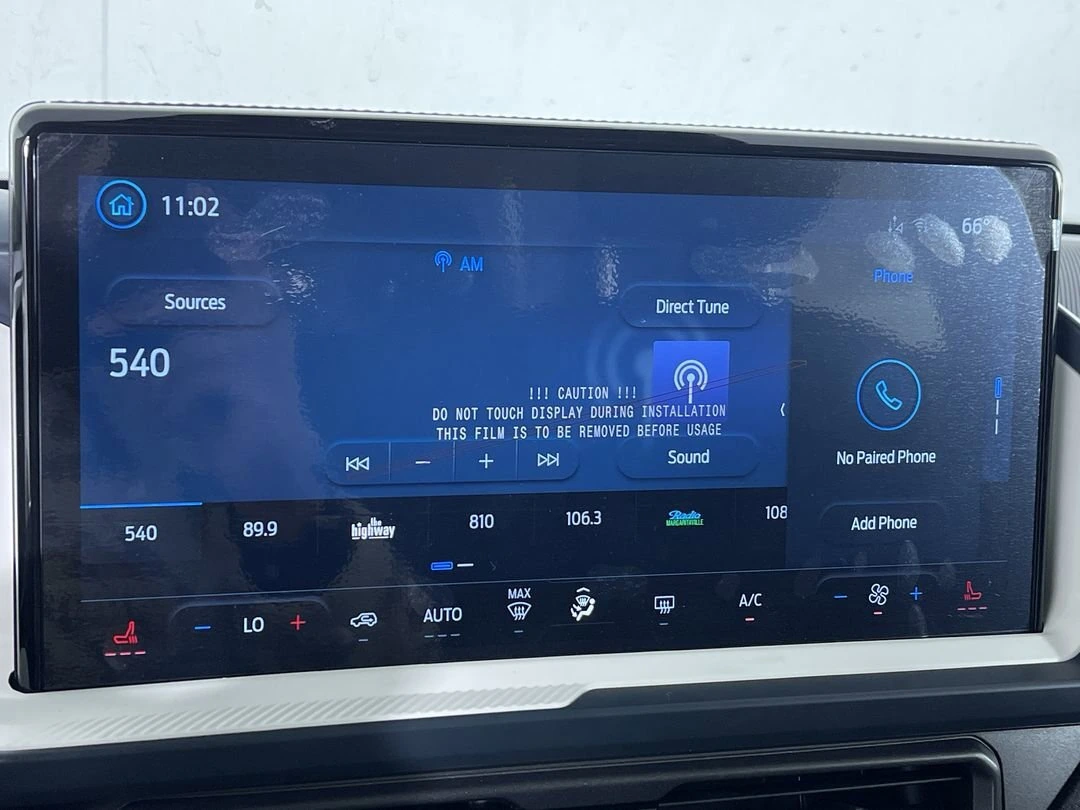 11:02
66°
AM
Phone
Sources
Direct Tune
540
!!! CAUTION !!!
DO NOT TOUCH DISPLAY DURING INSTALLATION
THIS FILM IS TO BE REMOVED BEFORE USAGE
Sound
No Paired Phone
540
89.9
the
highway
810
106.3
Radio
MARGARITAVILLE
108
Add Phone
LO
AUTO
MAX
A/C